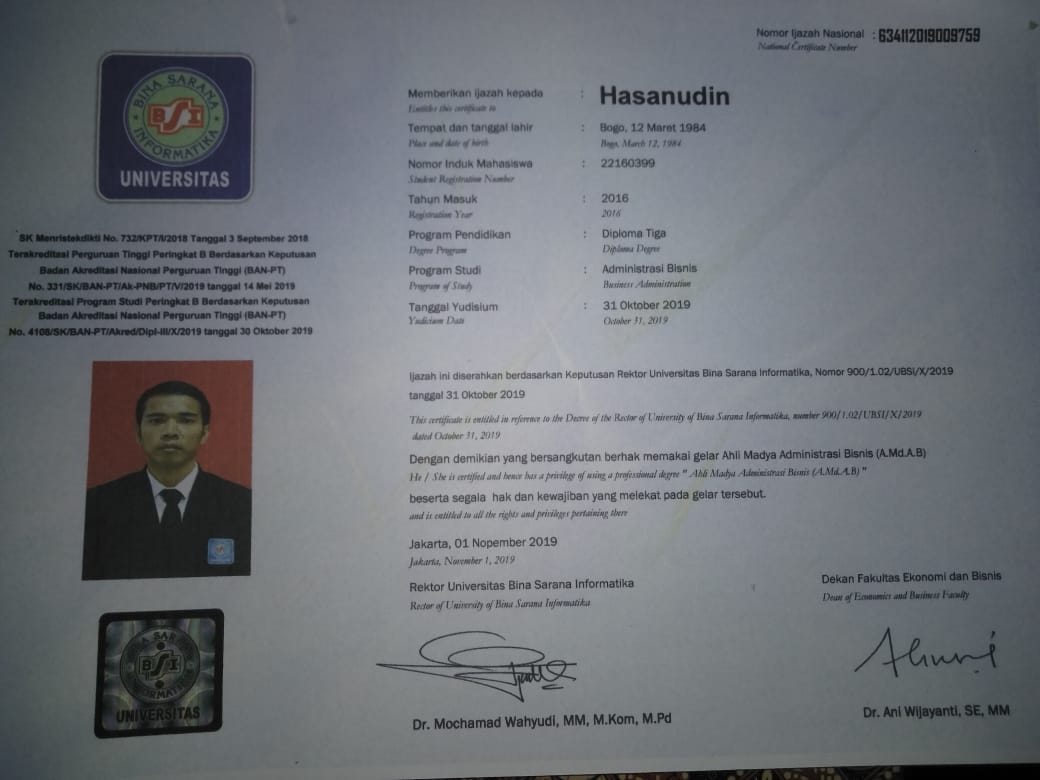 Nomor Ijazah Nasional : 634112019009759
National Certificate Number
BINA SARANA
BSI
INFORMATIKA
UNIVERSITAS
SK Menristekdikti No. 732/KPT/I/2018 Tanggal 3 September 2018
Terakreditasi Perguruan Tinggi Peringkat B Berdasarkan Keputusan
Badan Akreditasi Nasional Perguruan Tinggi (BAN-PT)
No. 331/SK/BAN-PT/Ak-PNB/PT/V/2019 tanggal 14 Mei 2019
Terakreditasi Program Studi Peringkat B Berdasarkan Keputusan
Badan Akreditasi Nasional Perguruan Tinggi (BAN-PT)
No. 4108/SK/BAN-PT/Akred/Dipl-III/X/2019 tanggal 30 Oktober 2019
Memberikan ijazah kepada : Hasanudin
Entitles this certificate to
Tempat dan tanggal lahir : Bogo, 12 Maret 1984
Place and date of birth Bogo, March 12, 1984
Nomor Induk Mahasiswa : 22160399
Student Registration Number
Tahun Masuk : 2016
Registration Year 2016
Program Pendidikan : Diploma Tiga
Degree Program Diploma Degree
Program Studi : Administrasi Bisnis
Program of Study Business Administration
Tanggal Yudisium : 31 Oktober 2019
Yudicium Date October 31, 2019
Ijazah ini diserahkan berdasarkan Keputusan Rektor Universitas Bina Sarana Informatika, Nomor 900/1.02/UBSI/X/2019
tanggal 31 Oktober 2019
This certificate is entitled in reference to the Decree of the Rector of University of Bina Sarana Informatika, number 900/1.02/UBSI/X/2019
dated October 31, 2019
Dengan demikian yang bersangkutan berhak memakai gelar Ahli Madya Administrasi Bisnis (A.Md.A.B)
He / She is certified and hence has a privilege of using a professional degree " Ahli Madya Administrasi Bisnis (A.Md.A.B) "
beserta segala hak dan kewajiban yang melekat pada gelar tersebut.
and is entitled to all the rights and privileges pertaining there
Jakarta, 01 Nopember 2019
Jakarta, November 1, 2019
Rektor Universitas Bina Sarana Informatika
Rector of University of Bina Sarana Informatika
Dekan Fakultas Ekonomi dan Bisnis
Dean of Economics and Business Faculty
Dr. Mochamad Wahyudi, MM, M.Kom, M.Pd
Dr. Ani Wijayanti, SE, MM
BINA SARANA
BSI
INFORMATIKA
UNIVERSITAS